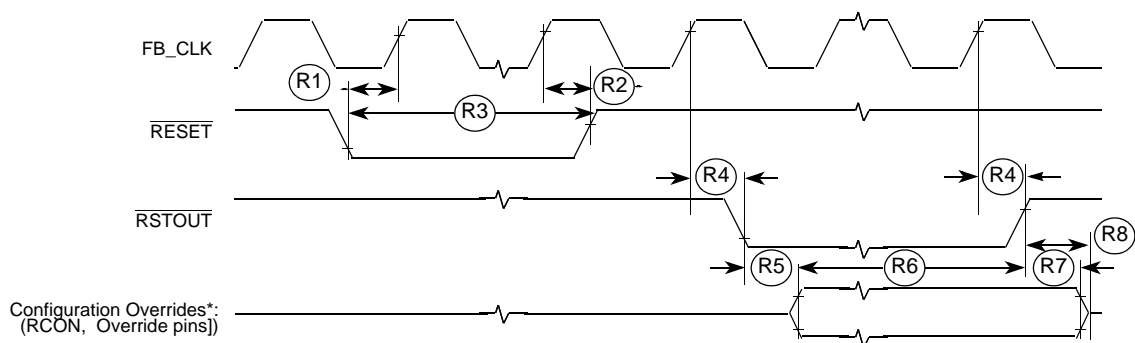 FB_CLK
R1
R2
R3
RESET
R4
R4
RSTOUT
R8
R5
R6
R7
Configuration Overrides*:
(RCON, Override pins])